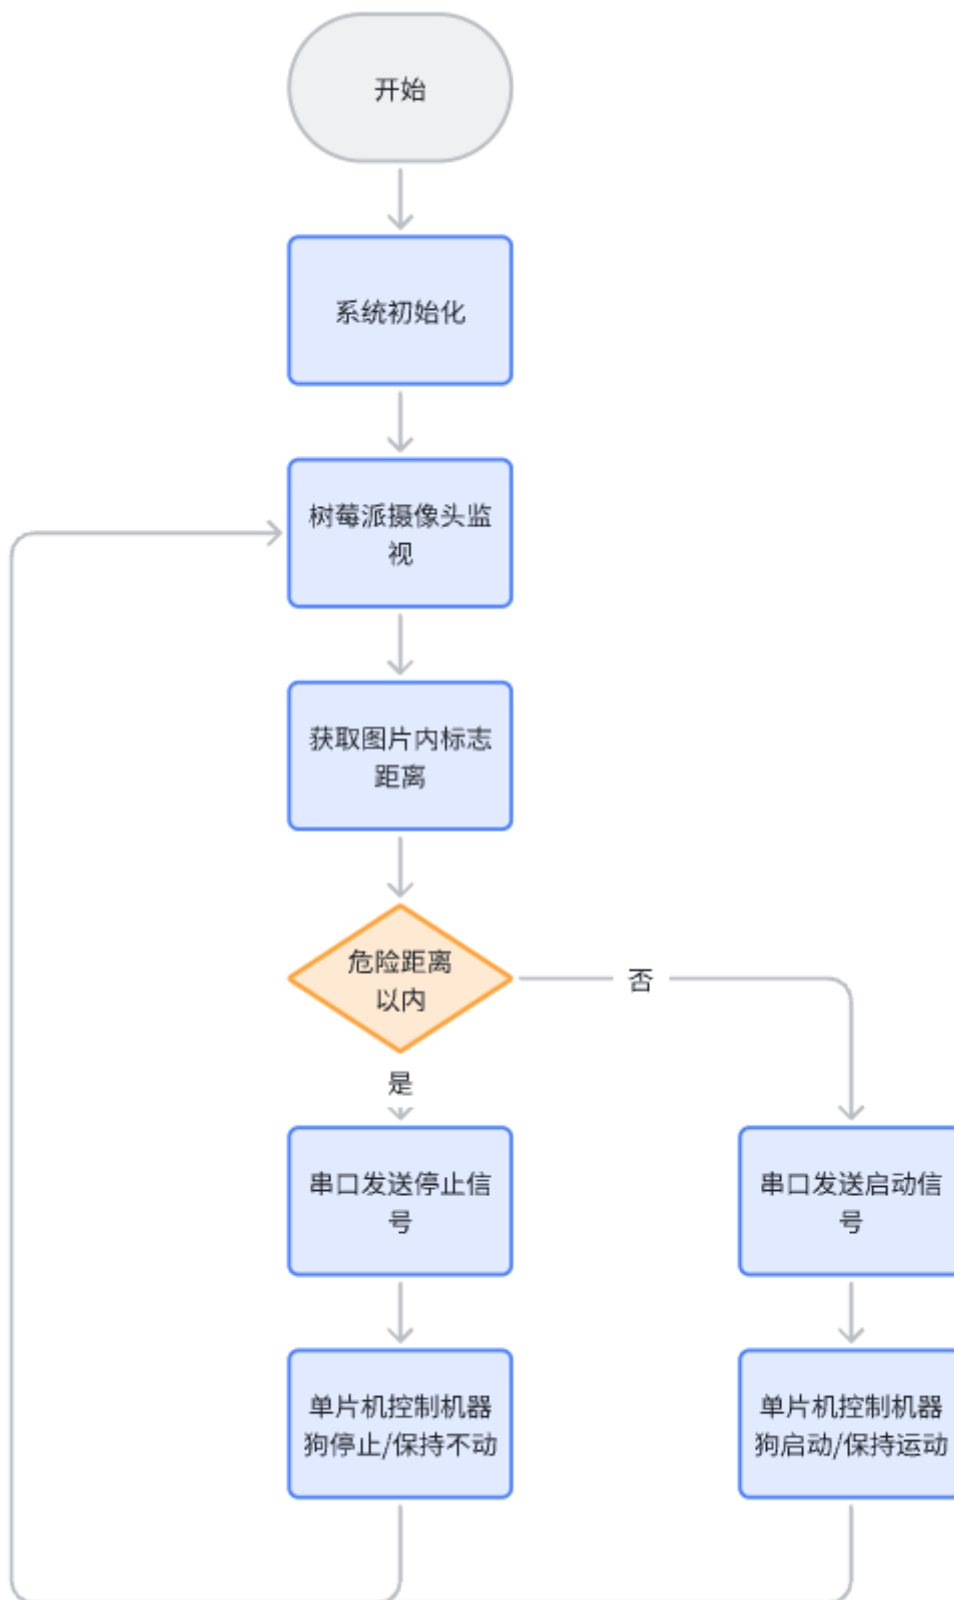 开始
系统初始化
树莓派摄像头监
视
获取图片内标志
距离
危险距离
以内
否
是
串口发送停止信
号
串口发送启动信
号
单片机控制机器
狗停止/保持不动
单片机控制机器
狗启动/保持运动